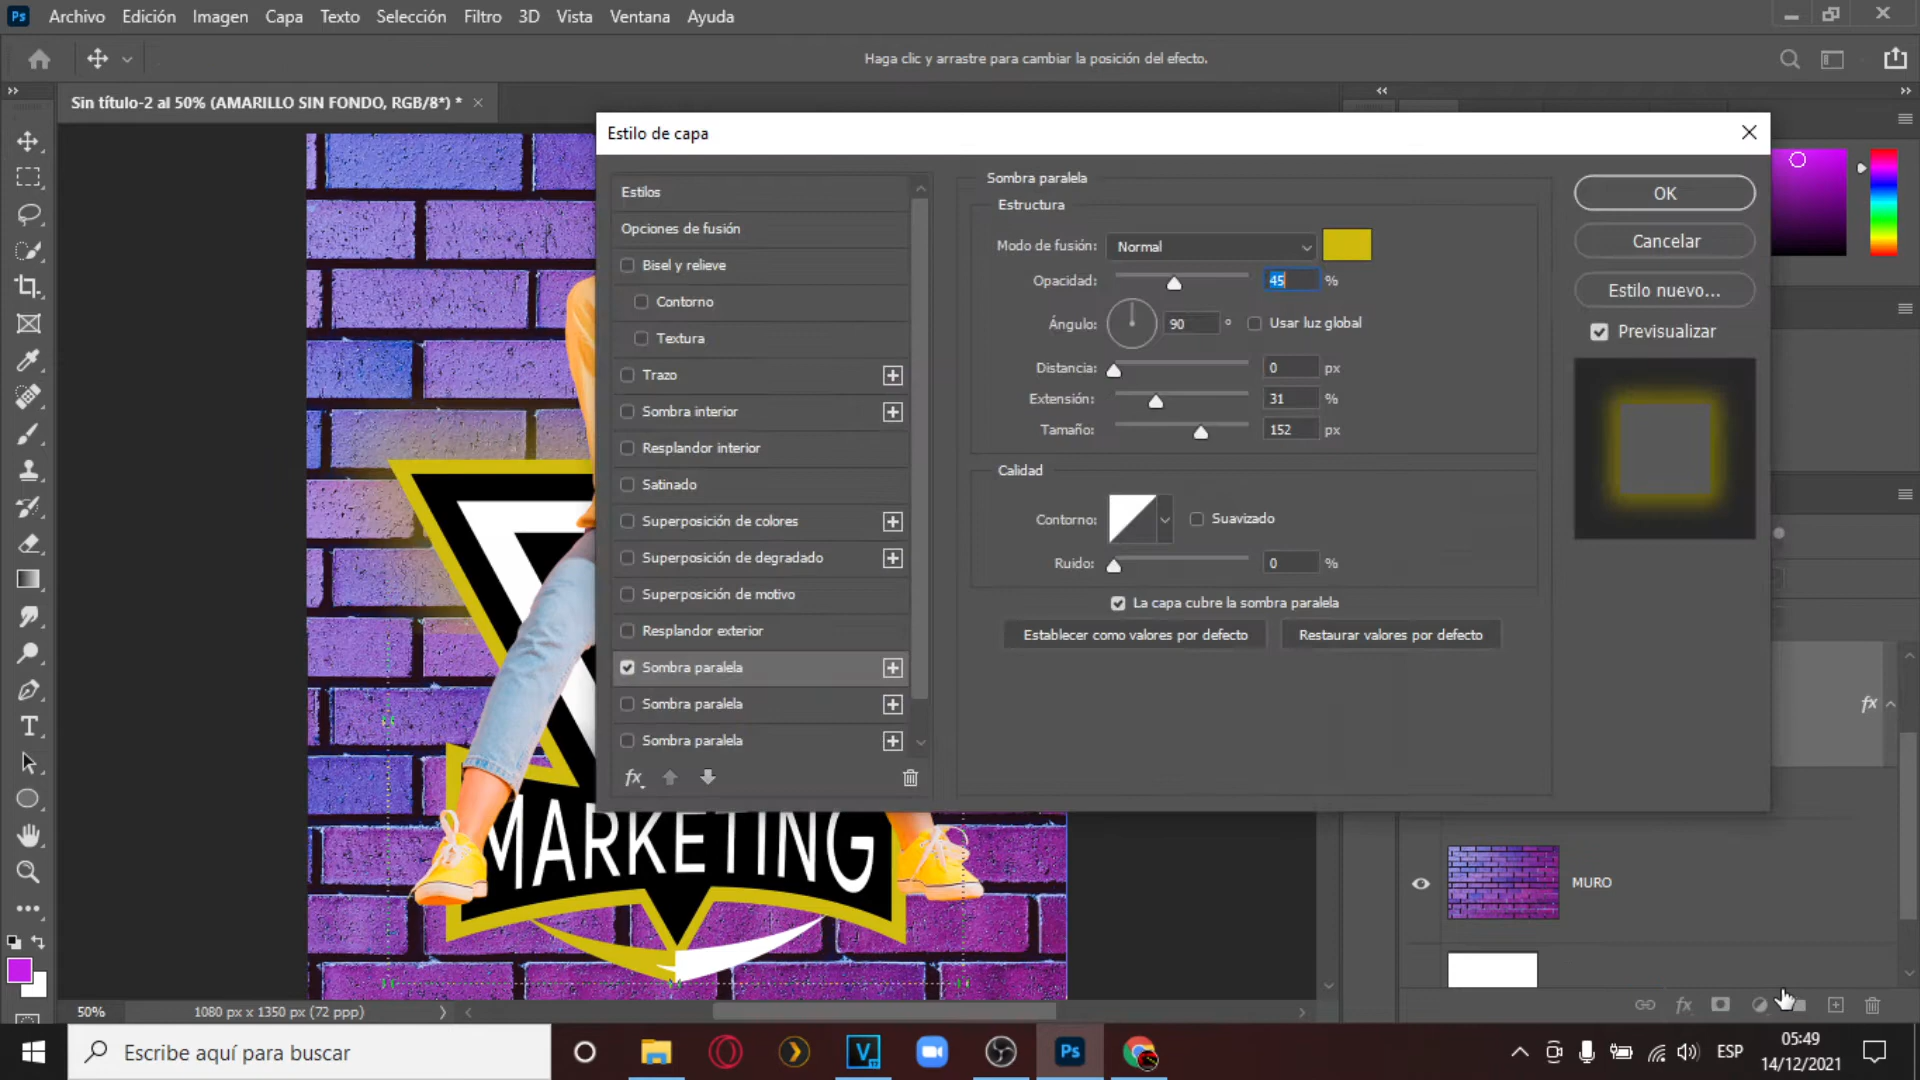 Ps Archivo Edición Imagen Capa Texto Selección Filtro 3D Vista Ventana Ayuda
Haga clic y arrastre para cambiar la posición del efecto.
Sin título-2 al 50% (AMARILLO SIN FONDO, RGB/8*) *
Estilo de capa
Estilos
Opciones de fusión
Bisel y relieve
Contorno
Textura
Trazo
Sombra interior
Resplandor interior
Satinado
Superposición de colores
Superposición de degradado
Superposición de motivo
Resplandor exterior
Sombra paralela
Sombra paralela
Sombra paralela
fx
Sombra paralela
Estructura
Modo de fusión: Normal
Opacidad: 45 %
Ángulo: 90 ° Usar luz global
Distancia: 0 px
Extensión: 31 %
Tamaño: 152 px
Calidad
Contorno: Suavizado
Ruido: 0 %
La capa cubre la sombra paralela
Establecer como valores por defecto Restaurar valores por defecto
OK
Cancelar
Estilo nuevo...
Previsualizar
fx
MARKETING
MURO
fx
50% 1080 px x 1350 px (72 ppp)
Escribe aquí para buscar
V
Ps
ESP
05:49
14/12/2021